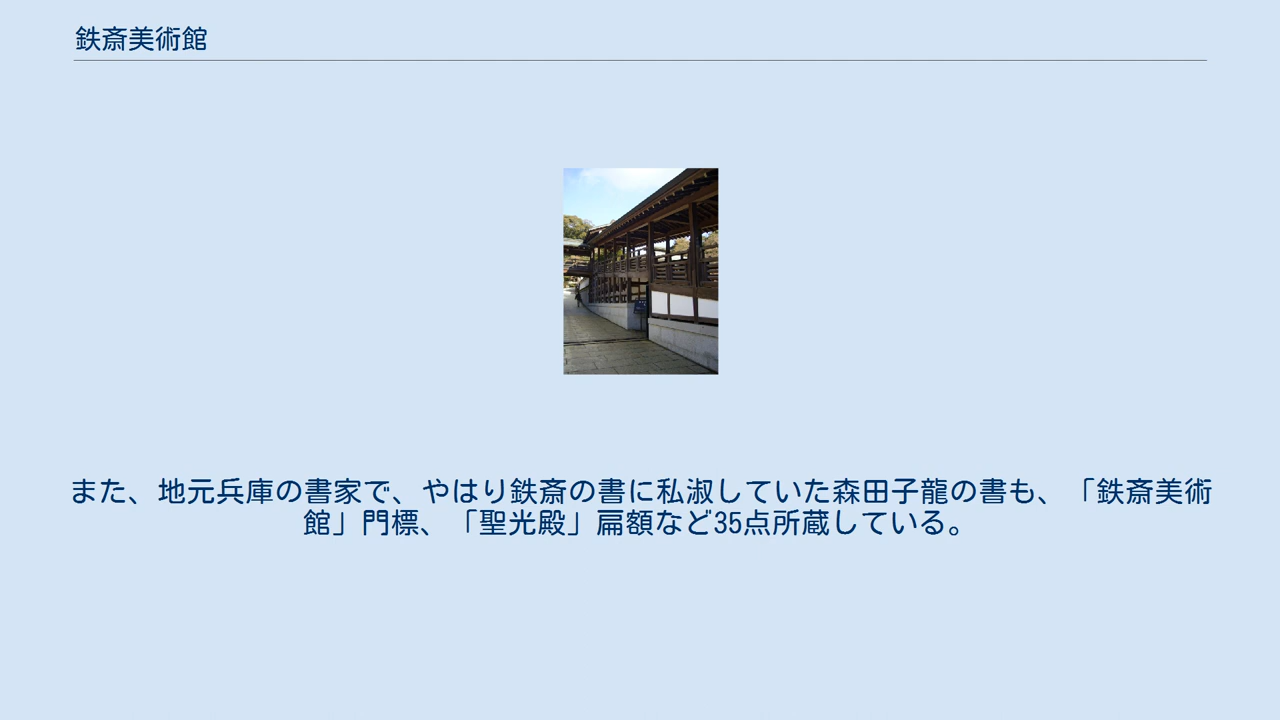 鉄斎美術館
また、地元兵庫の書家で、やはり鉄斎の書に私淑していた森田子龍の書も、「鉄斎美術
館」門標、「聖光殿」扁額など35点所蔵している。